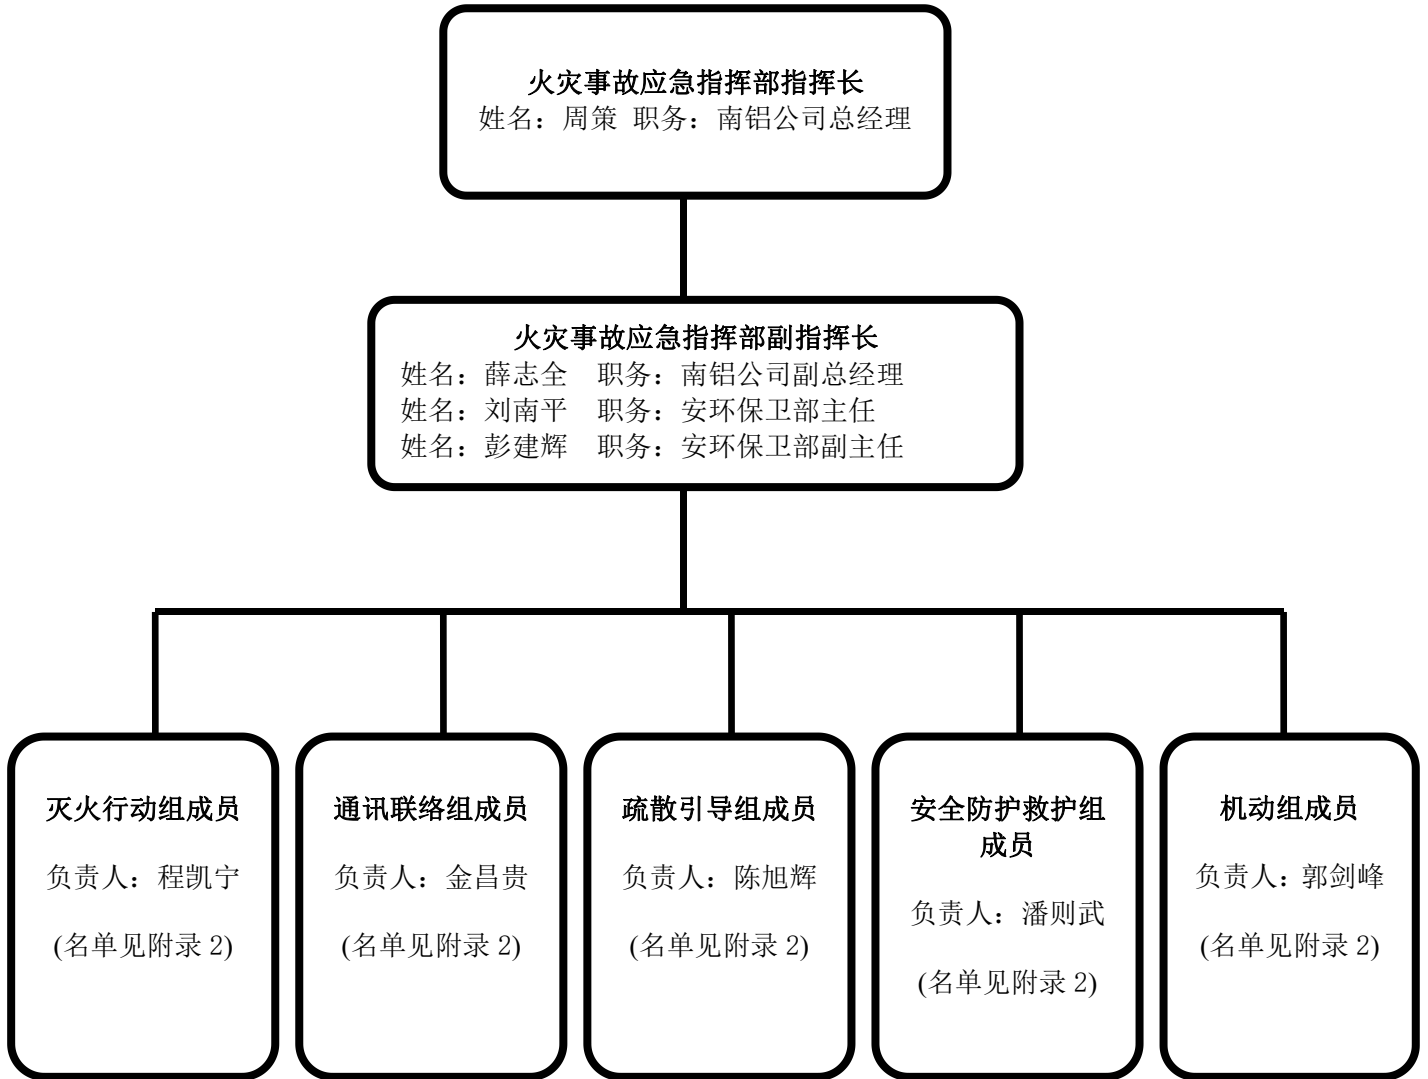 火灾事故应急指挥部指挥长
姓名：周策 职务：南铝公司总经理
火灾事故应急指挥部副指挥长
姓名：薛志全 职务：南铝公司副总经理
姓名：刘南平 职务：安环保卫部主任
姓名：彭建辉 职务：安环保卫部副主任
灭火行动组成员
负责人：程凯宁
(名单见附录 2)
通讯联络组成员
负责人：金昌贵
(名单见附录 2)
疏散引导组成员
负责人：陈旭辉
(名单见附录 2)
安全防护救护组
成员
负责人：潘则武
(名单见附录 2)
机动组成员
负责人：郭剑峰
(名单见附录 2)